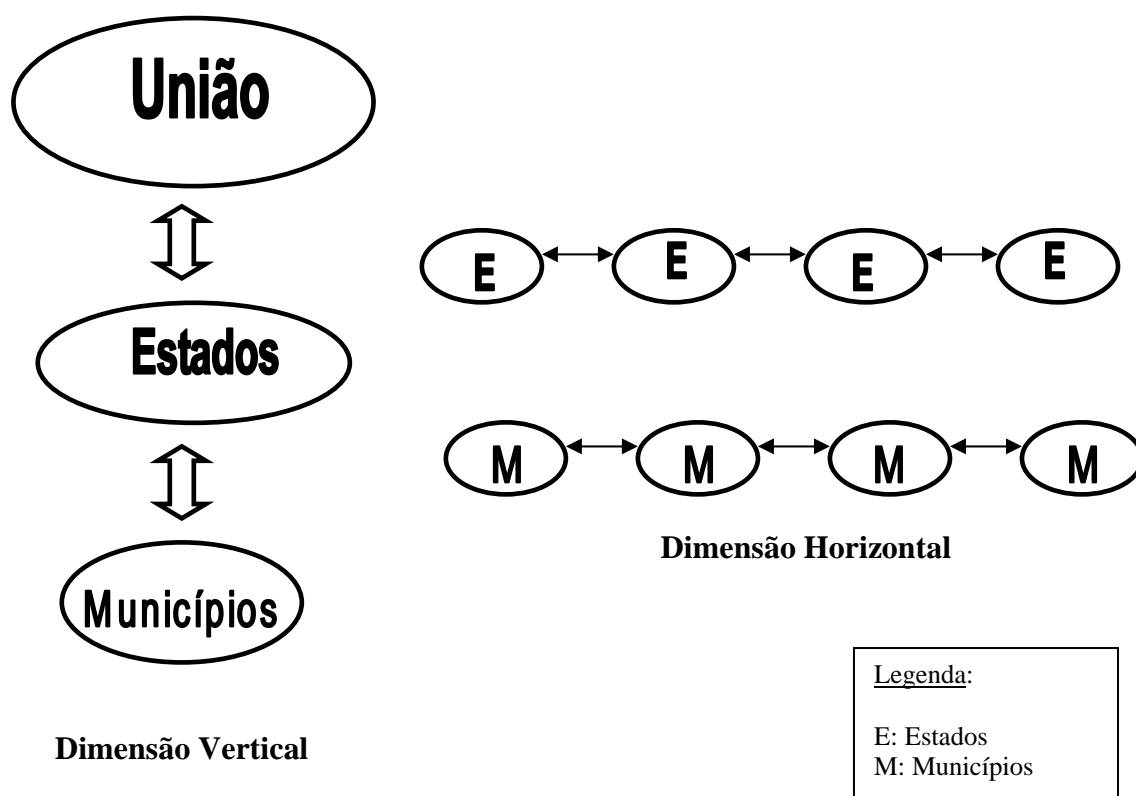 União
Estados
Municípios
Dimensão Vertical
E E E E
M M M M
Dimensão Horizontal
Legenda:
E: Estados
M: Municípios